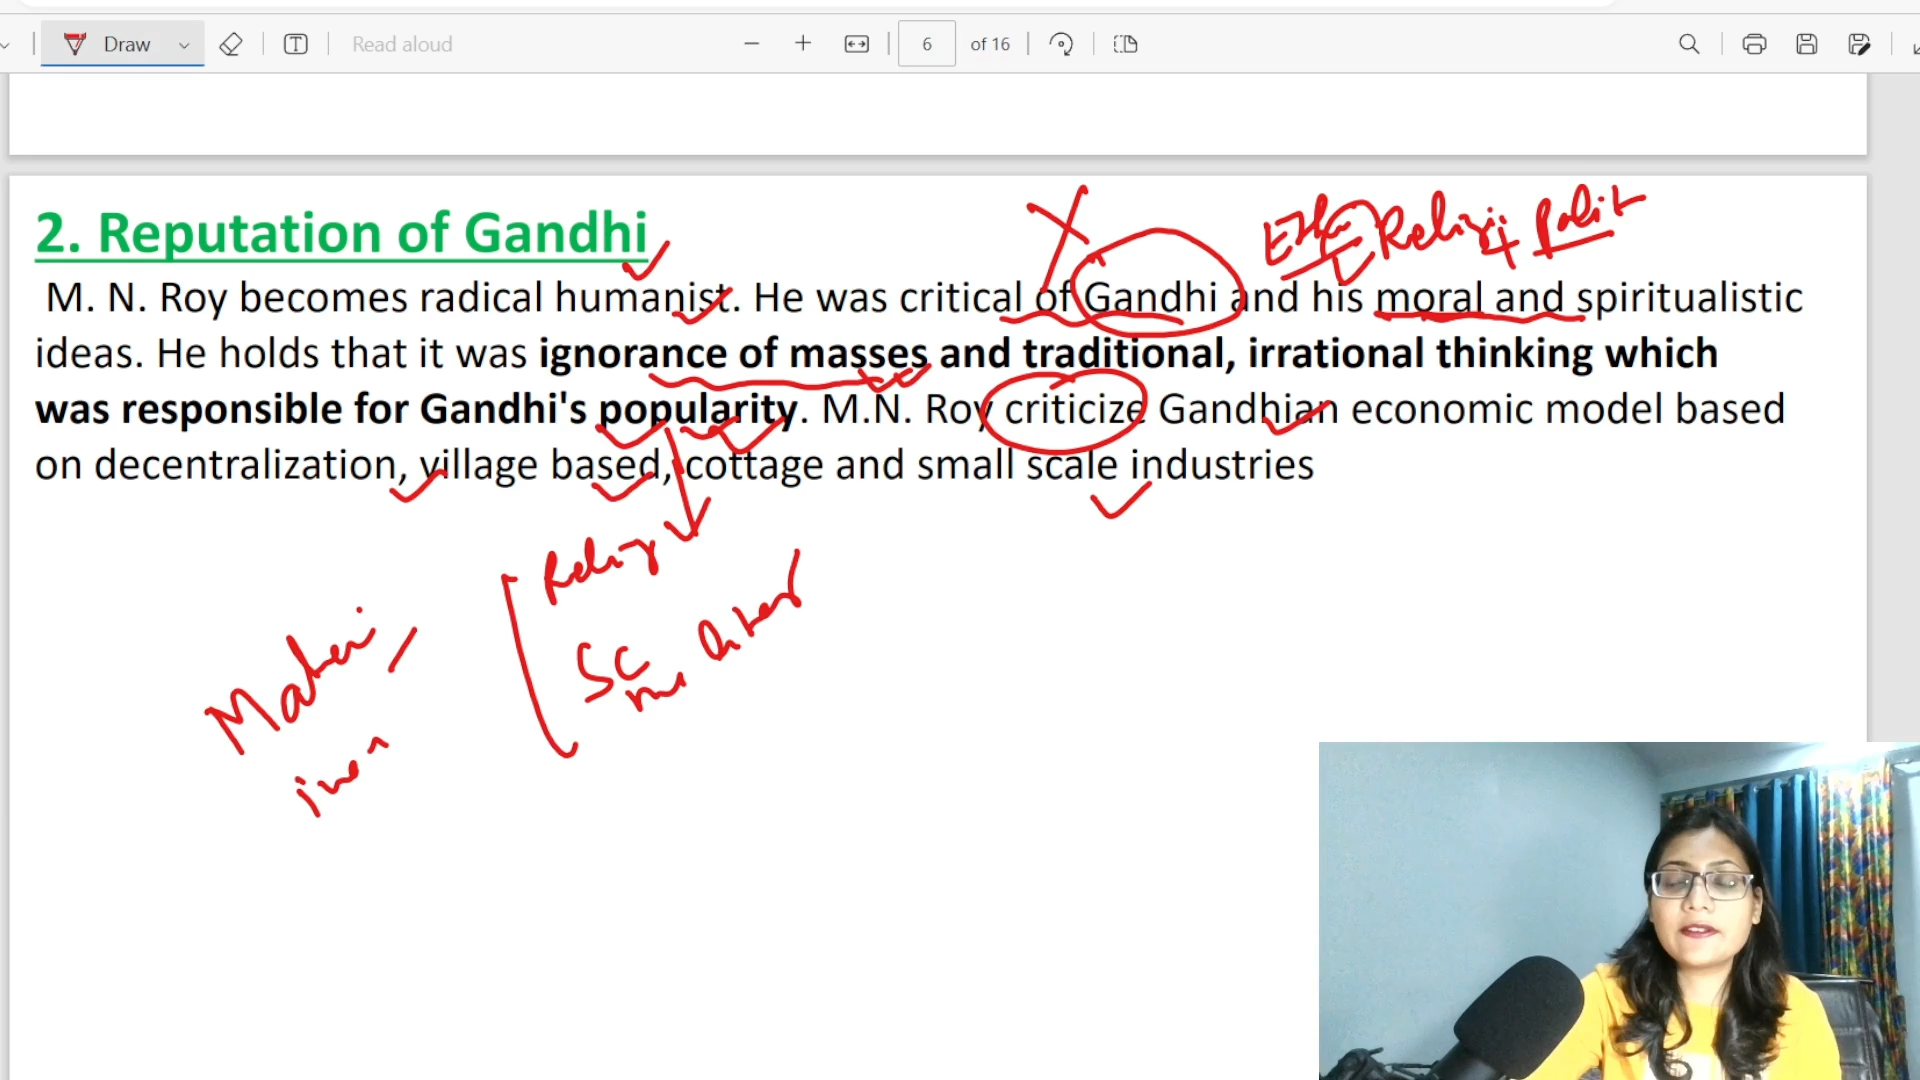 Draw
Read aloud
6 of 16
2. Reputation of Gandhi
M. N. Roy becomes radical humanist. He was critical of Gandhi and his moral and spiritualistic
ideas. He holds that it was ignorance of masses and traditional, irrational thinking which
was responsible for Gandhi's popularity. M.N. Roy criticize Gandhian economic model based
on decentralization, village based, cottage and small scale industries